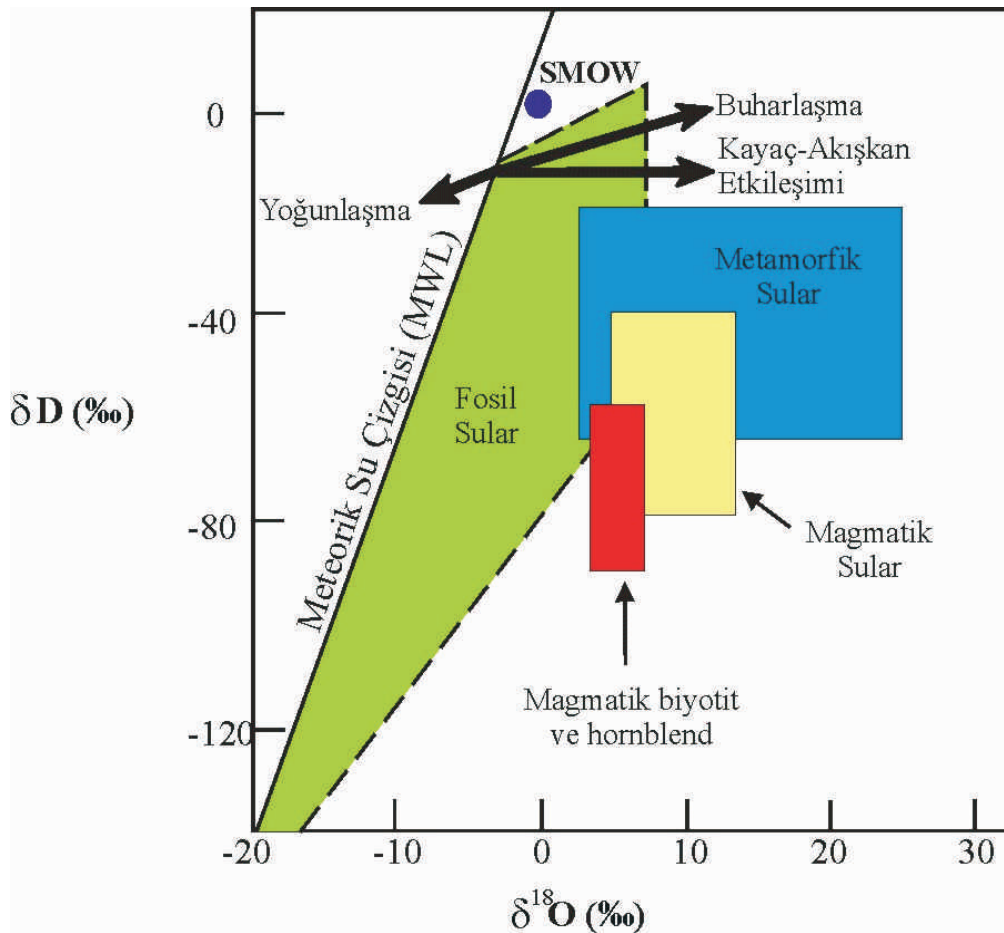 SMOW
Buharlaşma
Kayaç-Akışkan
Etkileşimi
Yoğunlaşma
Meteorik Su Çizgisi (MWL)
Metamorfik
Sular
Fosil
Sular
Magmatik
Sular
Magmatik biyotit
ve hornblend
δD (‰)
0
-40
-80
-120
-20
-10
0
10
20
30
δ¹⁸O (‰)